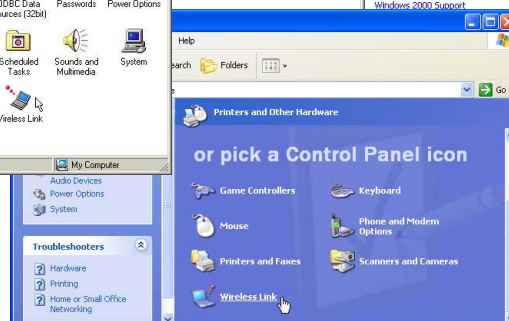 ODBC Data
Sources (32bit)
Passwords
Power Options
Scheduled
Tasks
Sounds and
Multimedia
System
Wireless Link
My Computer
Windows 2000 Support
Help
Search
Folders
Go
Printers and Other Hardware
or pick a Control Panel icon
Game Controllers
Keyboard
Mouse
Phone and Modem
Options
Printers and Faxes
Scanners and Cameras
Wireless Link
Audio Devices
Power Options
System
Troubleshooters
Hardware
Printing
Home or Small Office
Networking